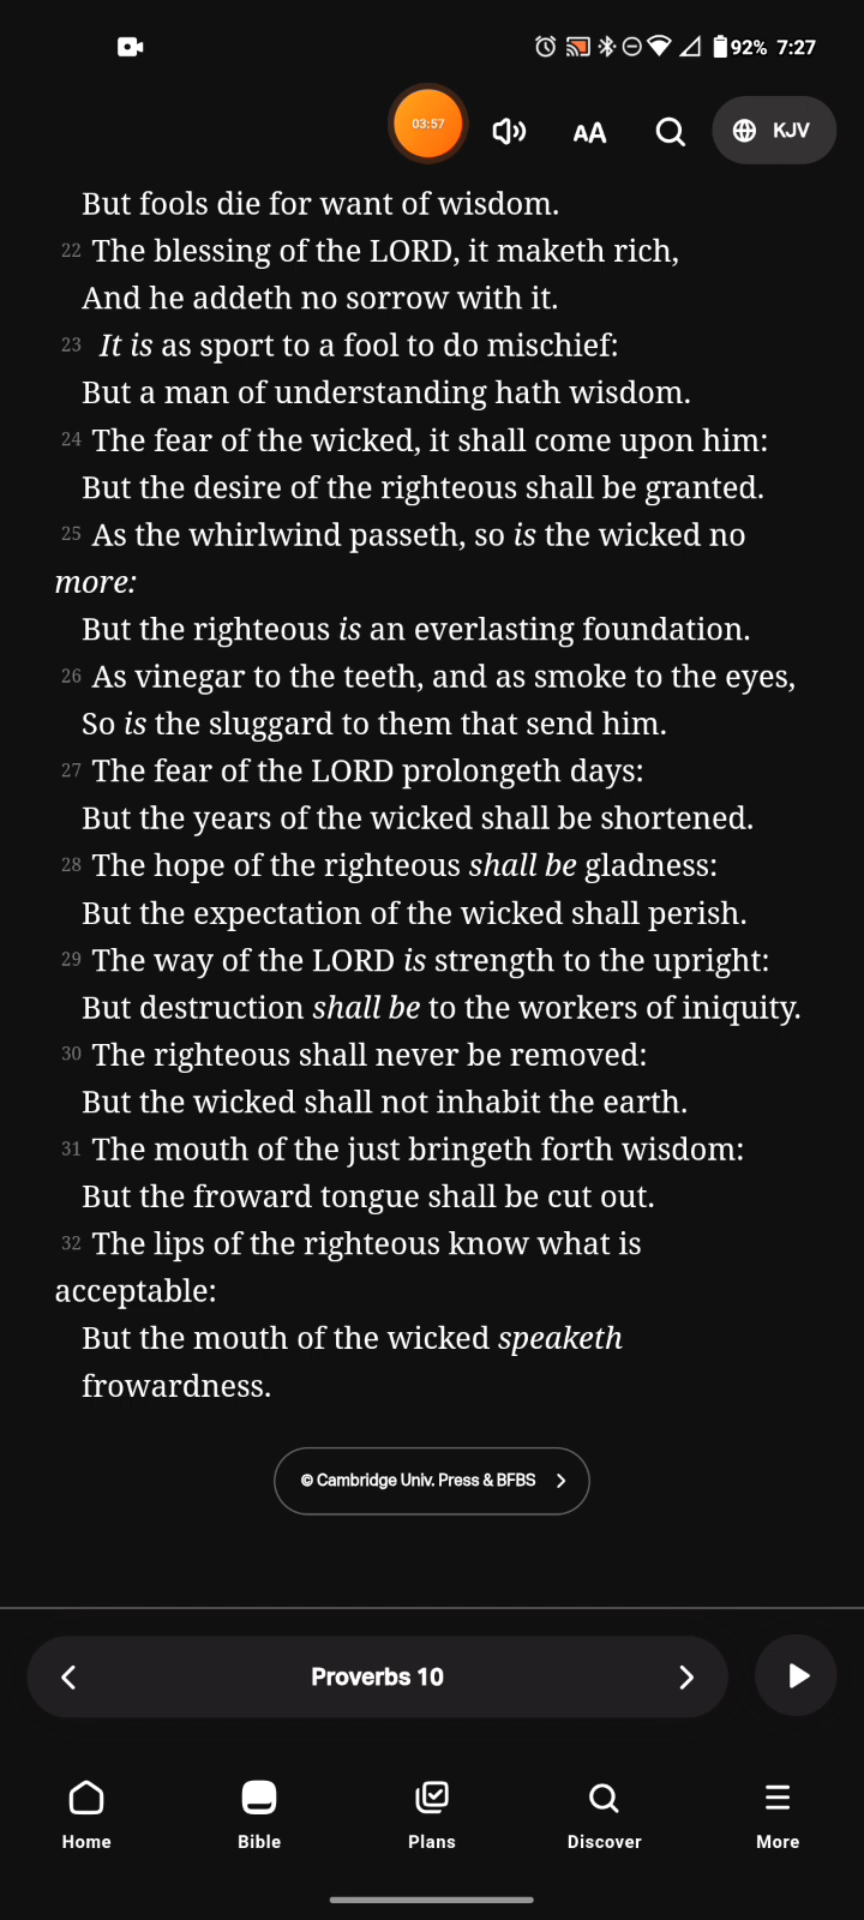 92% 7:27
03:57
AA
KJV
But fools die for want of wisdom.
22 The blessing of the LORD, it maketh rich,
And he addeth no sorrow with it.
23 It is as sport to a fool to do mischief:
But a man of understanding hath wisdom.
24 The fear of the wicked, it shall come upon him:
But the desire of the righteous shall be granted.
25 As the whirlwind passeth, so is the wicked no
more:
But the righteous is an everlasting foundation.
26 As vinegar to the teeth, and as smoke to the eyes,
So is the sluggard to them that send him.
27 The fear of the LORD prolongeth days:
But the years of the wicked shall be shortened.
28 The hope of the righteous shall be gladness:
But the expectation of the wicked shall perish.
29 The way of the LORD is strength to the upright:
But destruction shall be to the workers of iniquity.
30 The righteous shall never be removed:
But the wicked shall not inhabit the earth.
31 The mouth of the just bringeth forth wisdom:
But the froward tongue shall be cut out.
32 The lips of the righteous know what is
acceptable:
But the mouth of the wicked speaketh
frowardness.
© Cambridge Univ. Press & BFBS
Proverbs 10
Home Bible Plans Discover More